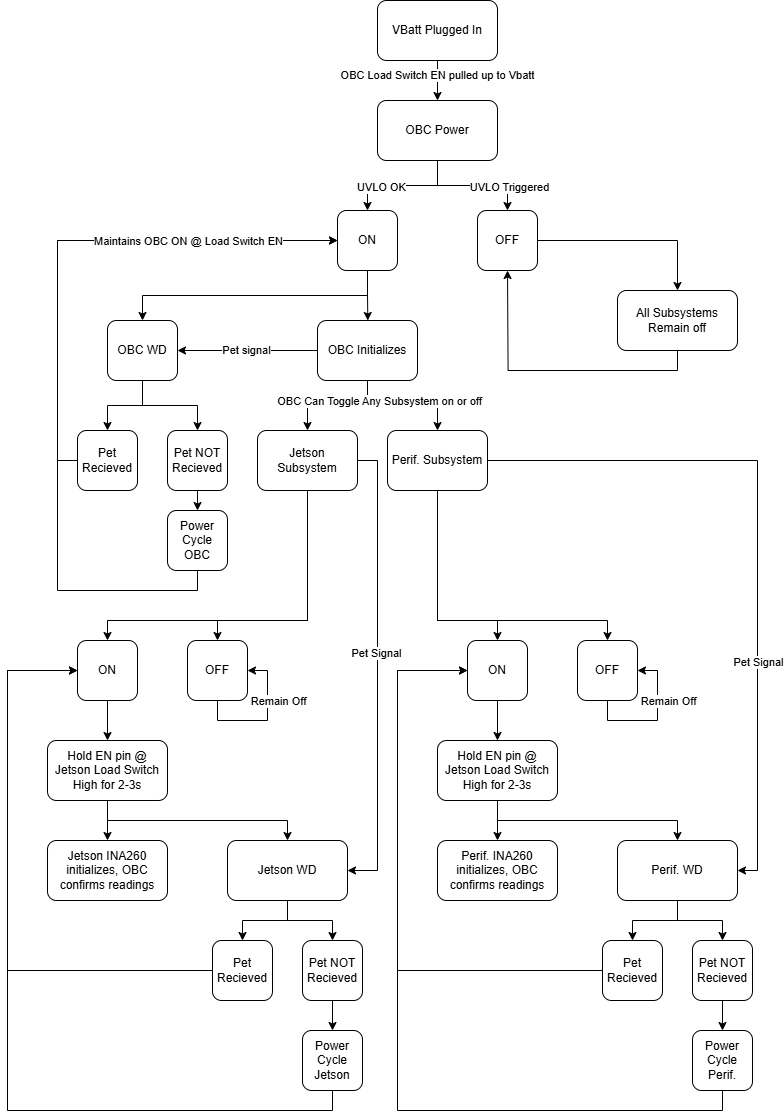 VBatt Plugged In
OBC Load Switch EN pulled up to Vbatt
OBC Power
UVLO OK
UVLO Triggered
Maintains OBC ON @ Load Switch EN
ON
OFF
All Subsystems
Remain off
OBC WD
Pet signal
OBC Initializes
OBC Can Toggle Any Subsystem on or off
Pet
Recieved
Pet NOT
Recieved
Jetson
Subsystem
Perif. Subsystem
Power
Cycle
OBC
ON
OFF
Remain Off
Pet Signal
ON
OFF
Remain Off
Pet Signal
Hold EN pin @
Jetson Load Switch
High for 2-3s
Hold EN pin @
Jetson Load Switch
High for 2-3s
Jetson INA260
initializes, OBC
confirms readings
Jetson WD
Perif. INA260
initializes, OBC
confirms readings
Perif. WD
Pet
Recieved
Pet NOT
Recieved
Pet
Recieved
Pet NOT
Recieved
Power
Cycle
Jetson
Power
Cycle
Perif.